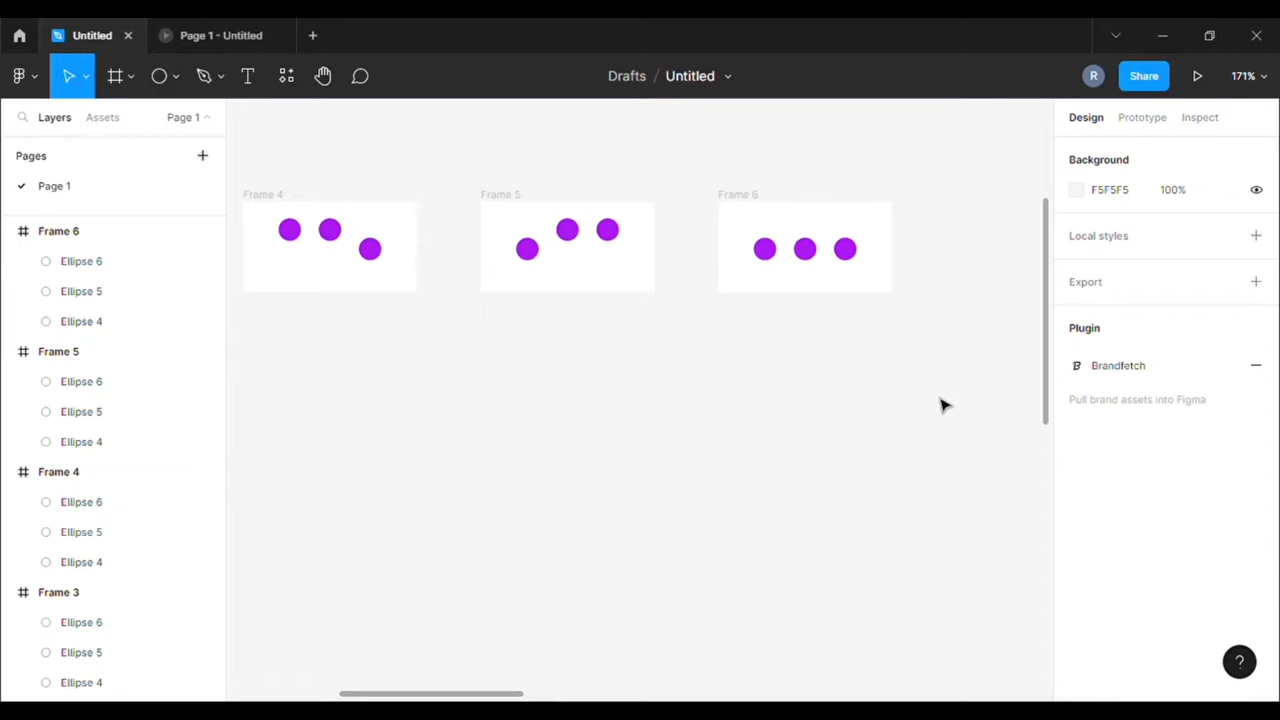 Untitled
Page 1 - Untitled
Drafts / Untitled
R
Share
171%
Layers
Assets
Page 1
Pages
Page 1
Frame 6
Ellipse 6
Ellipse 5
Ellipse 4
Frame 5
Ellipse 6
Ellipse 5
Ellipse 4
Frame 4
Ellipse 6
Ellipse 5
Ellipse 4
Frame 3
Ellipse 6
Ellipse 5
Ellipse 4
Frame 4
Frame 5
Frame 6
Design
Prototype
Inspect
Background
F5F5F5
100%
Local styles
Export
Plugin
Brandfetch
Pull brand assets into Figma
?